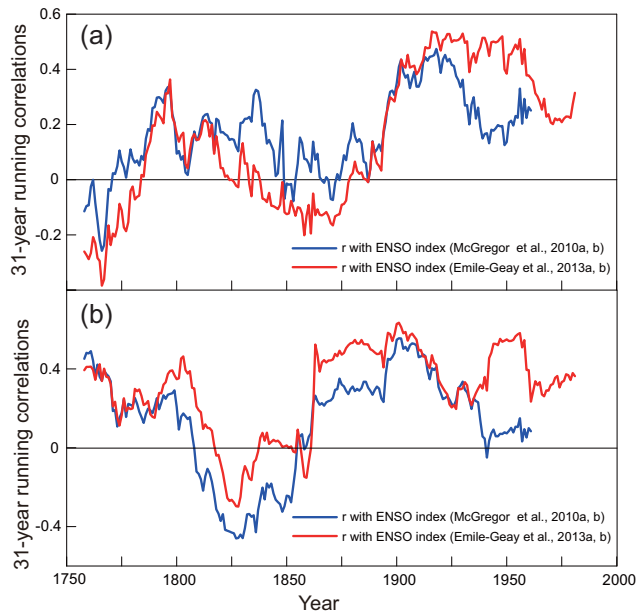 (a)
31-year running correlations
0.6
0.4
0.2
0
-0.2
r with ENSO index (McGregor et al., 2010a, b)
r with ENSO index (Emile-Geay et al., 2013a, b)
(b)
31-year running correlations
0.4
0
-0.4
r with ENSO index (McGregor et al., 2010a, b)
r with ENSO index (Emile-Geay et al., 2013a, b)
1750 1800 1850 1900 1950 2000
Year